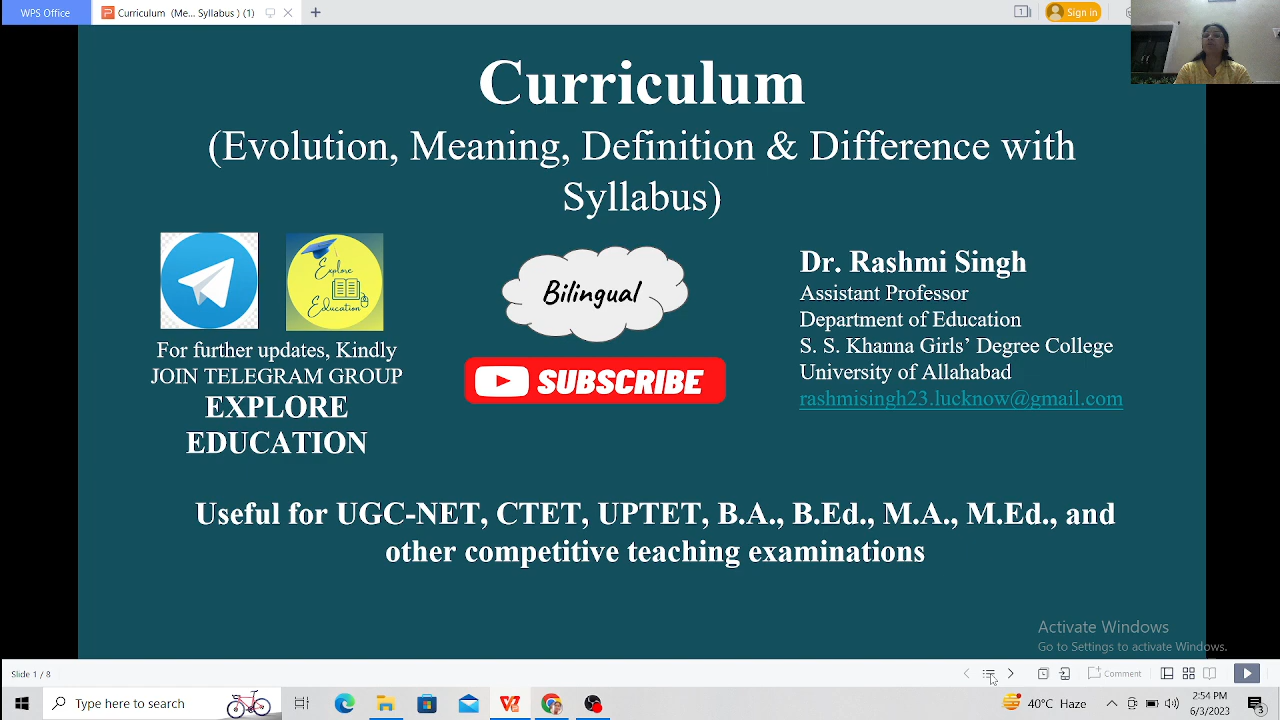 WPS Office
Curriculum (Me... Syllabus ) (1)
1
Sign in
Curriculum
(Evolution, Meaning, Definition & Difference with
Syllabus)
Explore
Education
For further updates, Kindly
JOIN TELEGRAM GROUP
EXPLORE
EDUCATION
Bilingual
SUBSCRIBE
Dr. Rashmi Singh
Assistant Professor
Department of Education
S. S. Khanna Girls' Degree College
University of Allahabad
rashmisingh23.lucknow@gmail.com
Useful for UGC-NET, CTET, UPTET, B.A., B.Ed., M.A., M.Ed., and
other competitive teaching examinations
Activate Windows
Go to Settings to activate Windows.
Slide 1 / 8
Comment
Type here to search
40°C Haze
2:54 PM
6/3/2023
3